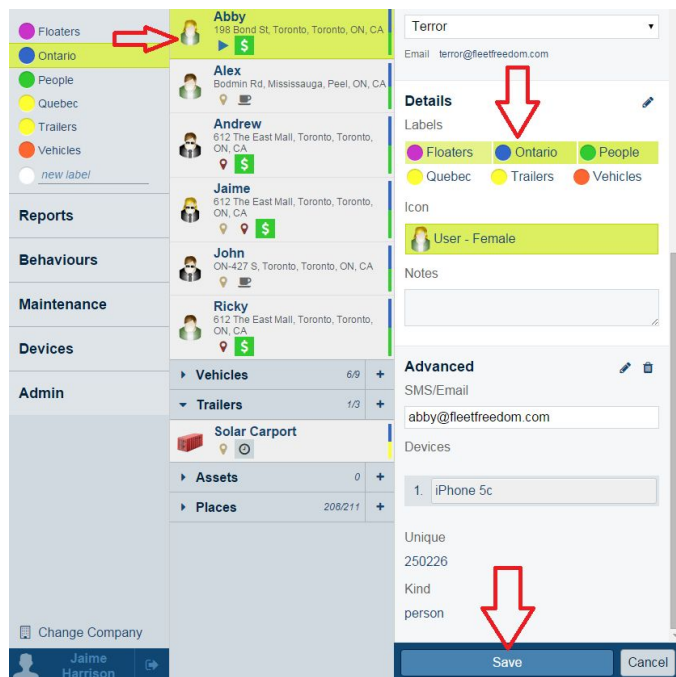 Floaters
Ontario
People
Quebec
Trailers
Vehicles
new label
Reports
Behaviours
Maintenance
Devices
Admin
Change Company
Jaime
Harrison
Abby
198 Bond St, Toronto, Toronto, ON, CA
$
Alex
Bodmin Rd, Mississauga, Peel, ON, CA
Andrew
612 The East Mall, Toronto, Toronto,
ON, CA
$
Jaime
612 The East Mall, Toronto, Toronto,
ON, CA
$
John
ON-427 S, Toronto, Toronto, ON, CA
Ricky
612 The East Mall, Toronto, Toronto,
ON, CA
$
Vehicles 6/9 +
Trailers 1/3 +
Solar Carport
Assets 0 +
Places 208/211 +
Terror
Email terror@fleetfreedom.com
Details
Labels
Floaters Ontario People
Quebec Trailers Vehicles
Icon
User - Female
Notes
Advanced
SMS/Email
abby@fleetfreedom.com
Devices
1. iPhone 5c
Unique
250226
Kind
person
Save Cancel